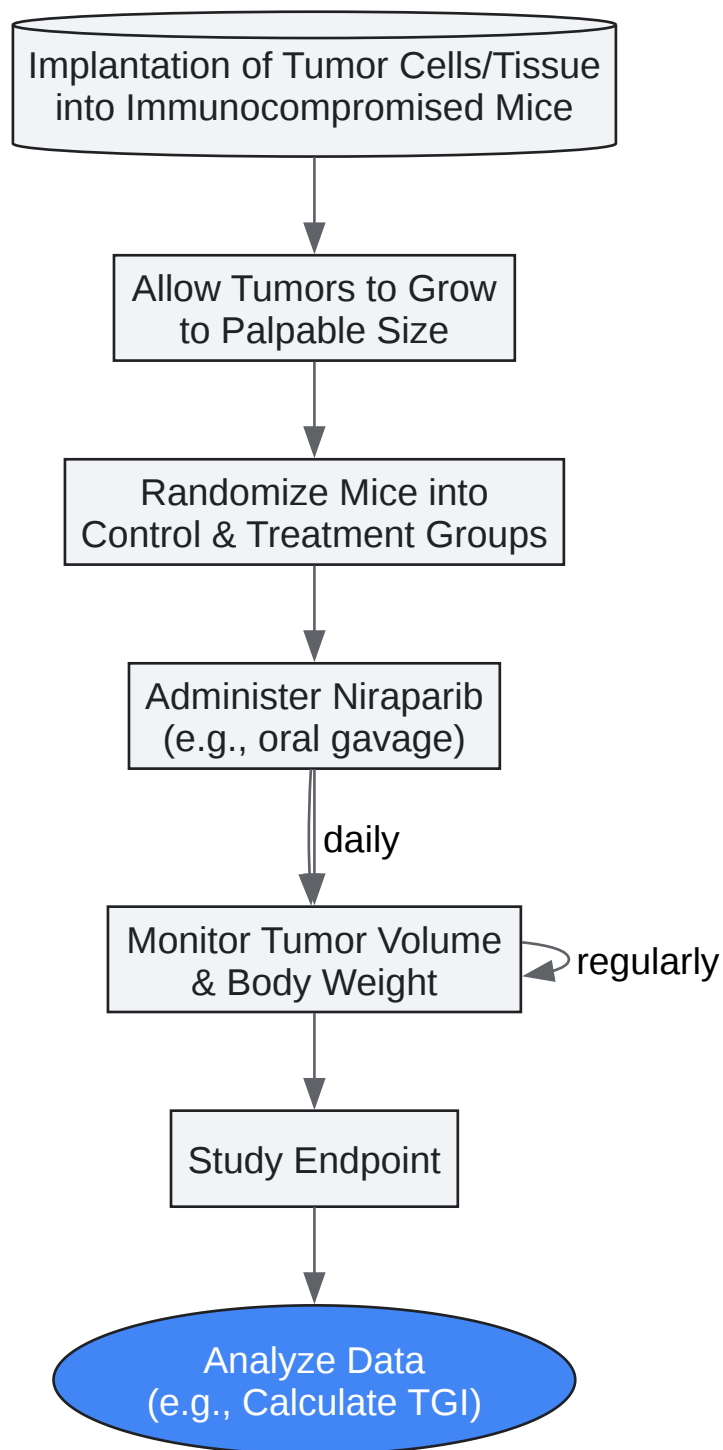 Implantation of Tumor Cells/Tissue
into Immunocompromised Mice
Allow Tumors to Grow
to Palpable Size
Randomize Mice into
Control & Treatment Groups
Administer Niraparib
(e.g., oral gavage)
daily
Monitor Tumor Volume
& Body Weight
regularly
Study Endpoint
Analyze Data
(e.g., Calculate TGI)